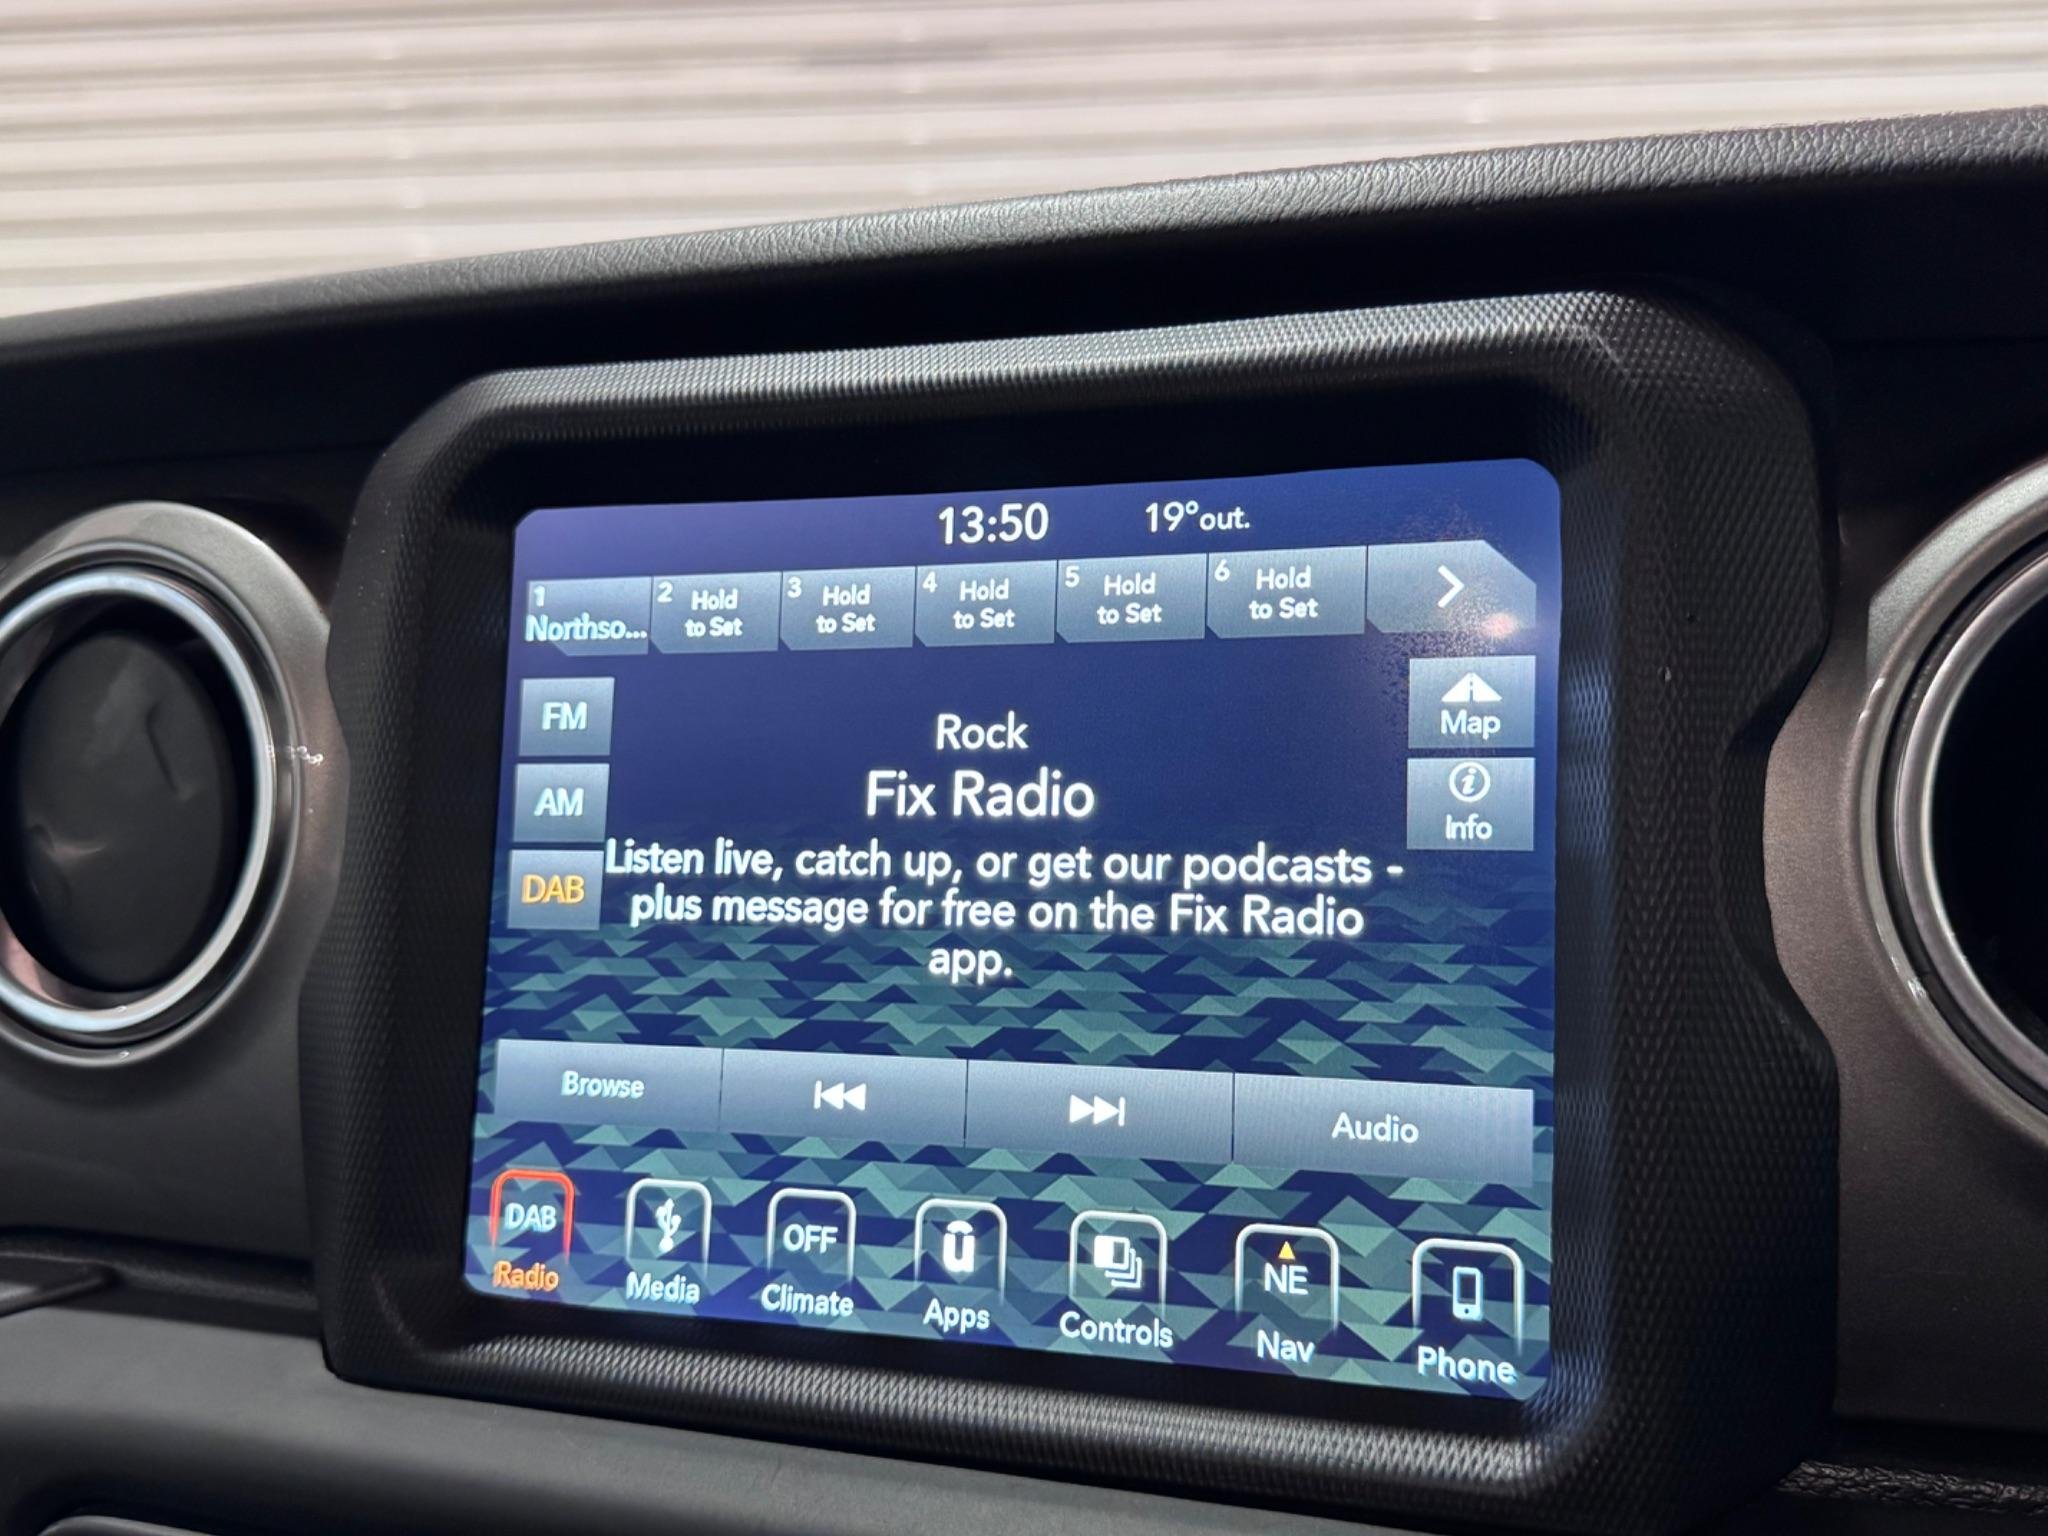 13:50 19°out.
1 2 Hold 3 Hold 4 Hold 5 Hold 6 Hold
Northso... to Set to Set to Set to Set to Set
FM
Rock
Map
AM
Fix Radio
Info
DAB
Listen live, catch up, or get our podcasts -
plus message for free on the Fix Radio
app.
Browse Audio
DAB OFF u NE
Radio Media Climate Apps Controls Nav Phone